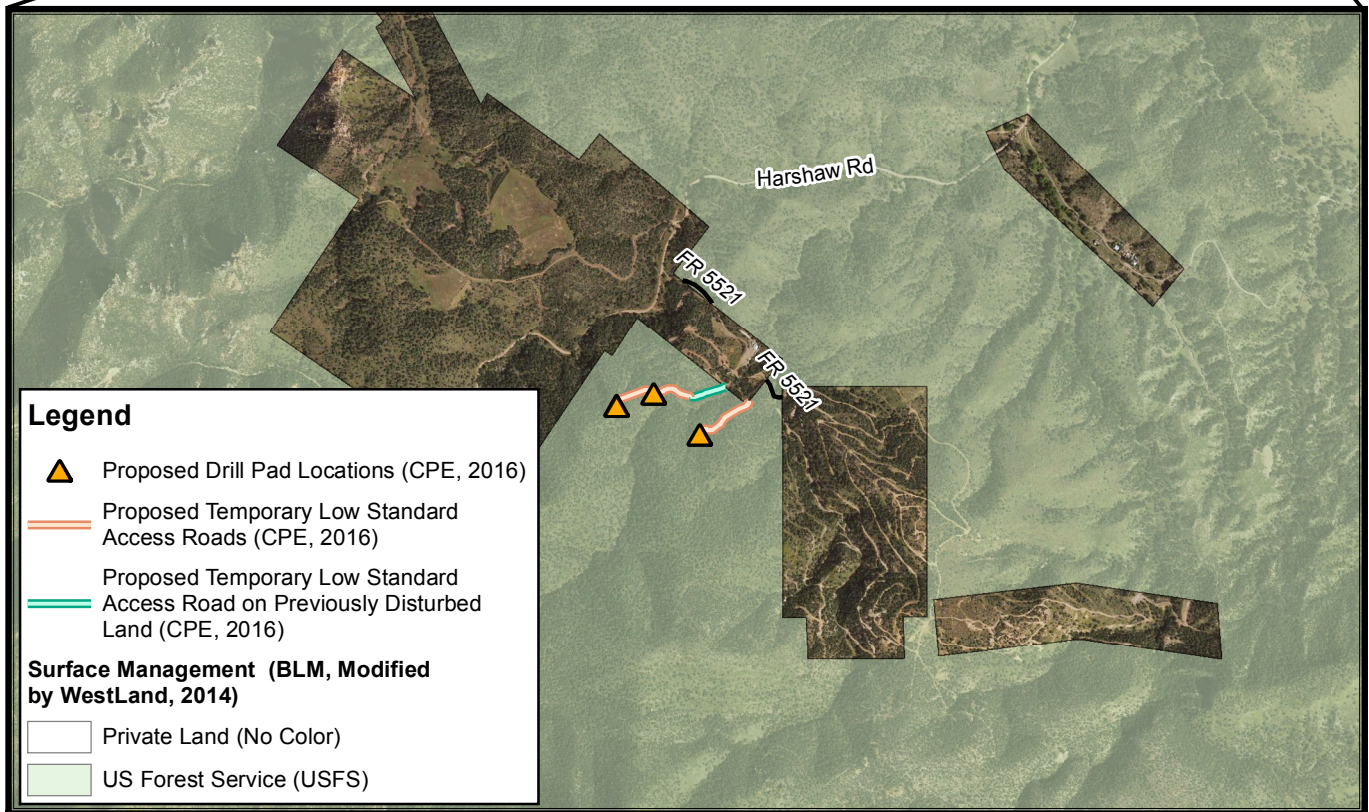 Harshaw Rd
FR 5521
FR 5521
Legend
Proposed Drill Pad Locations (CPE, 2016)
Proposed Temporary Low Standard
Access Roads (CPE, 2016)
Proposed Temporary Low Standard
Access Road on Previously Disturbed
Land (CPE, 2016)
Surface Management (BLM, Modified
by WestLand, 2014)
Private Land (No Color)
US Forest Service (USFS)